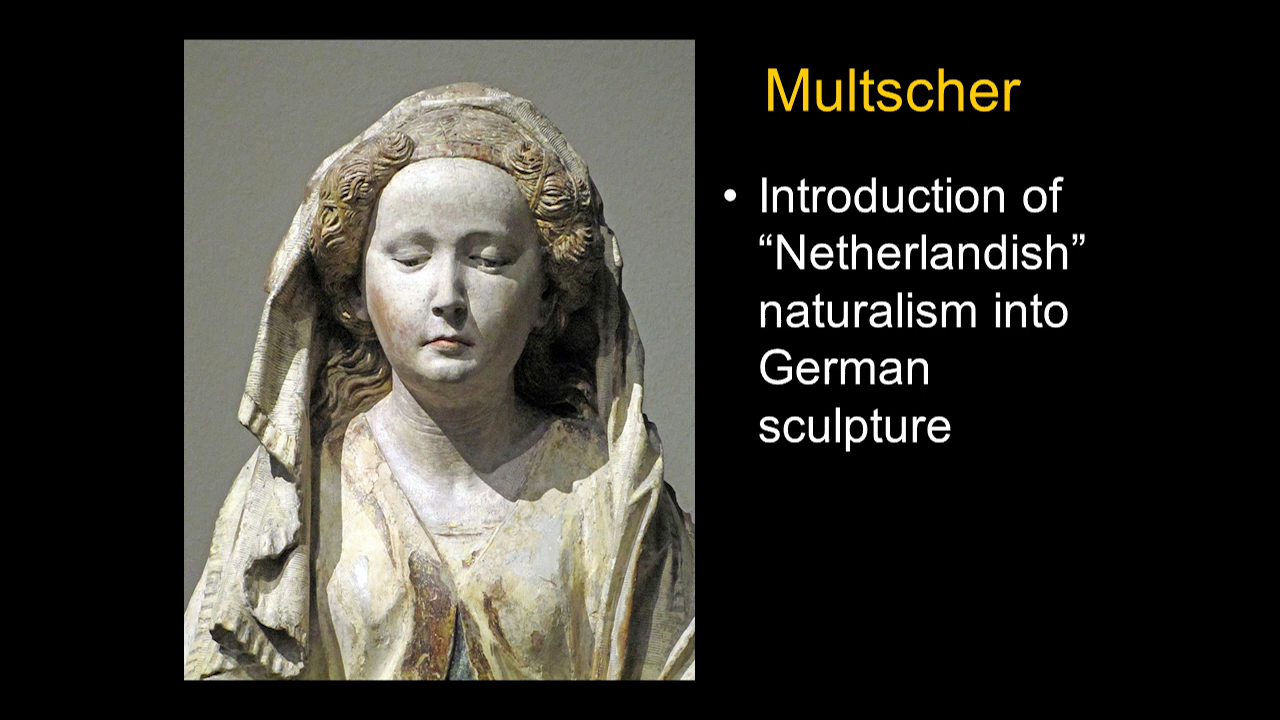 Multscher
• Introduction of
“Netherlandish”
naturalism into
German
sculpture